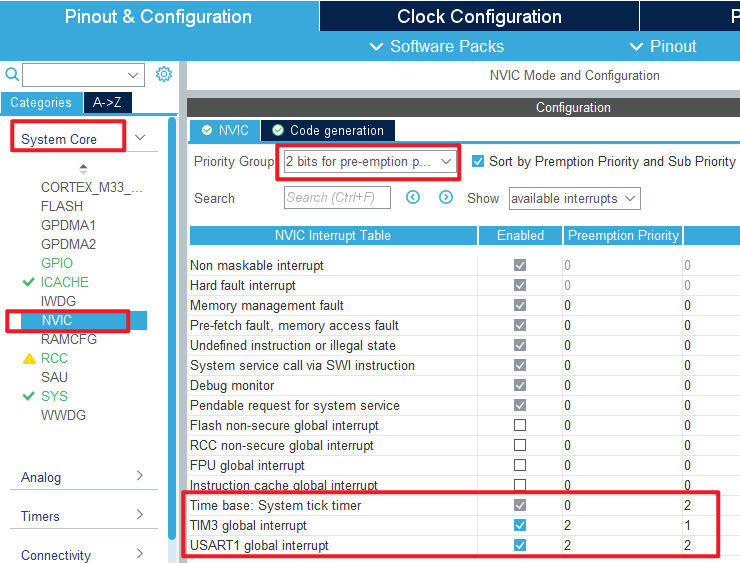 Pinout & Configuration
Clock Configuration
P
Software Packs
Pinout
NVIC Mode and Configuration
Categories
A->Z
Configuration
System Core
NVIC
Code generation
Priority Group
2 bits for pre-emption p...
Sort by Premption Priority and Sub Priority
Search
Search (Ctrl+F)
Show
available interrupts
CORTEX_M33_...
FLASH
GPDMA1
GPDMA2
GPIO
ICACHE
IWDG
NVIC
RAMCFG
RCC
SAU
SYS
WWDG
Analog
Timers
Connectivity
NVIC Interrupt Table Enabled Preemption Priority
Non maskable interrupt 0 0
Hard fault interrupt 0 0
Memory management fault 0 0
Pre-fetch fault, memory access fault 0 0
Undefined instruction or illegal state 0 0
System service call via SWI instruction 0 0
Debug monitor 0 0
Pendable request for system service 0 0
Flash non-secure global interrupt 0 0
RCC non-secure global interrupt 0 0
FPU global interrupt 0 0
Instruction cache global interrupt 0 0
Time base: System tick timer 0 2
TIM3 global interrupt 2 1
USART1 global interrupt 2 2